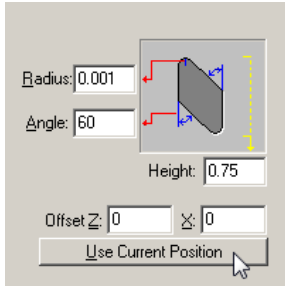 Radius: 0.001
Angle: 60
Height: 0.75
Offset Z: 0 X: 0
Use Current Position